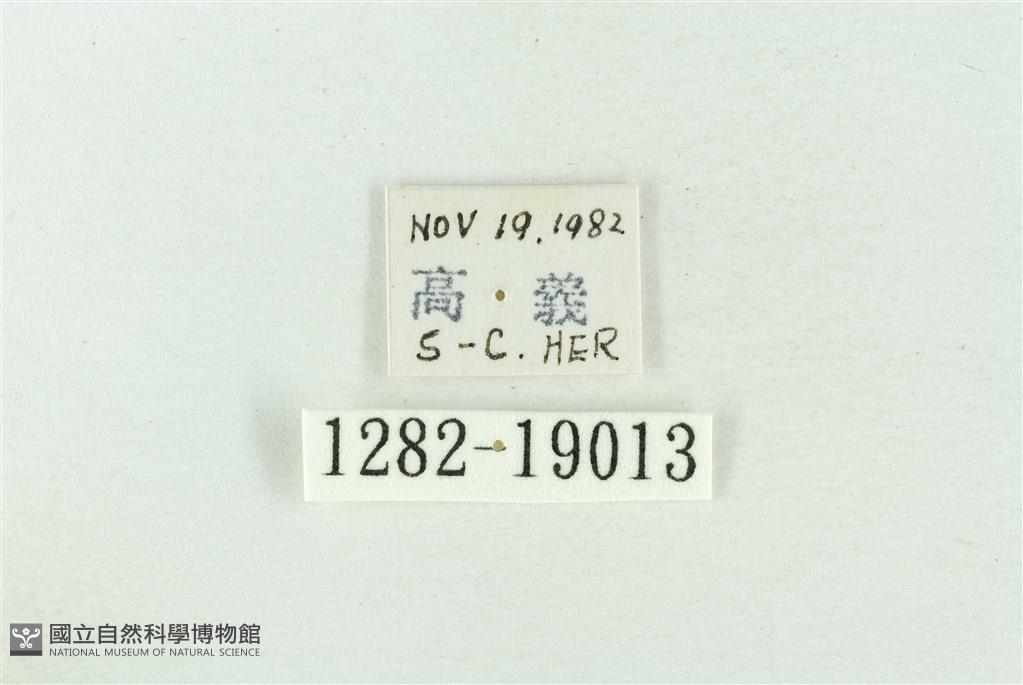 NOV 19.1982
高 義
S-C. HER
1282-19013
國立自然科學博物館
NATIONAL MUSEUM OF NATURAL SCIENCE